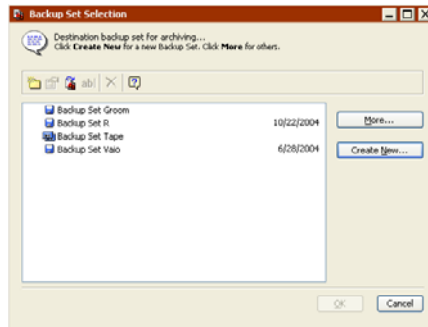 Backup Set Selection
Destination backup set for archiving...
Click Create New for a new Backup Set. Click More for others.
ab|
Backup Set Groom
Backup Set R 10/22/2004
Backup Set Tape
Backup Set Vaio 6/28/2004
More...
Create New...
OK Cancel